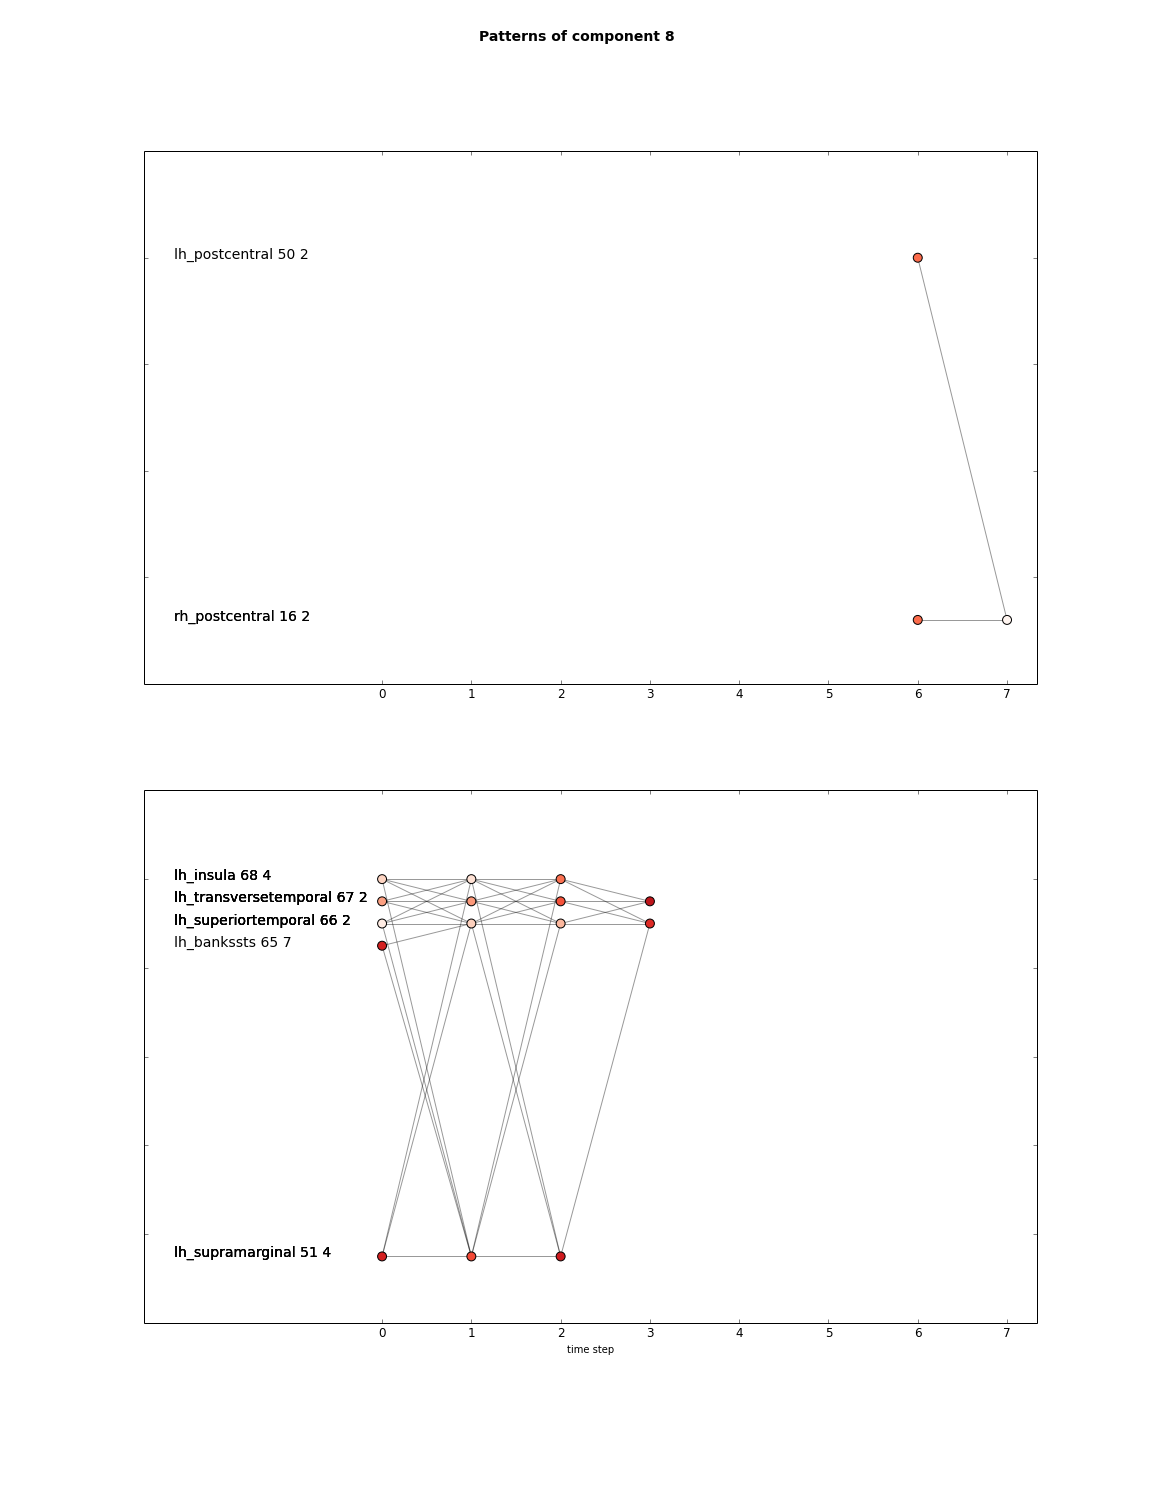 Patterns of component 8
lh_postcentral 50 2
rh_postcentral 16 2
0 1 2 3 4 5 6 7
lh_insula 68 4
lh_transversetemporal 67 2
lh_superiortemporal 66 2
lh_bankssts 65 7
lh_supramarginal 51 4
0 1 2 3 4 5 6 7
time step